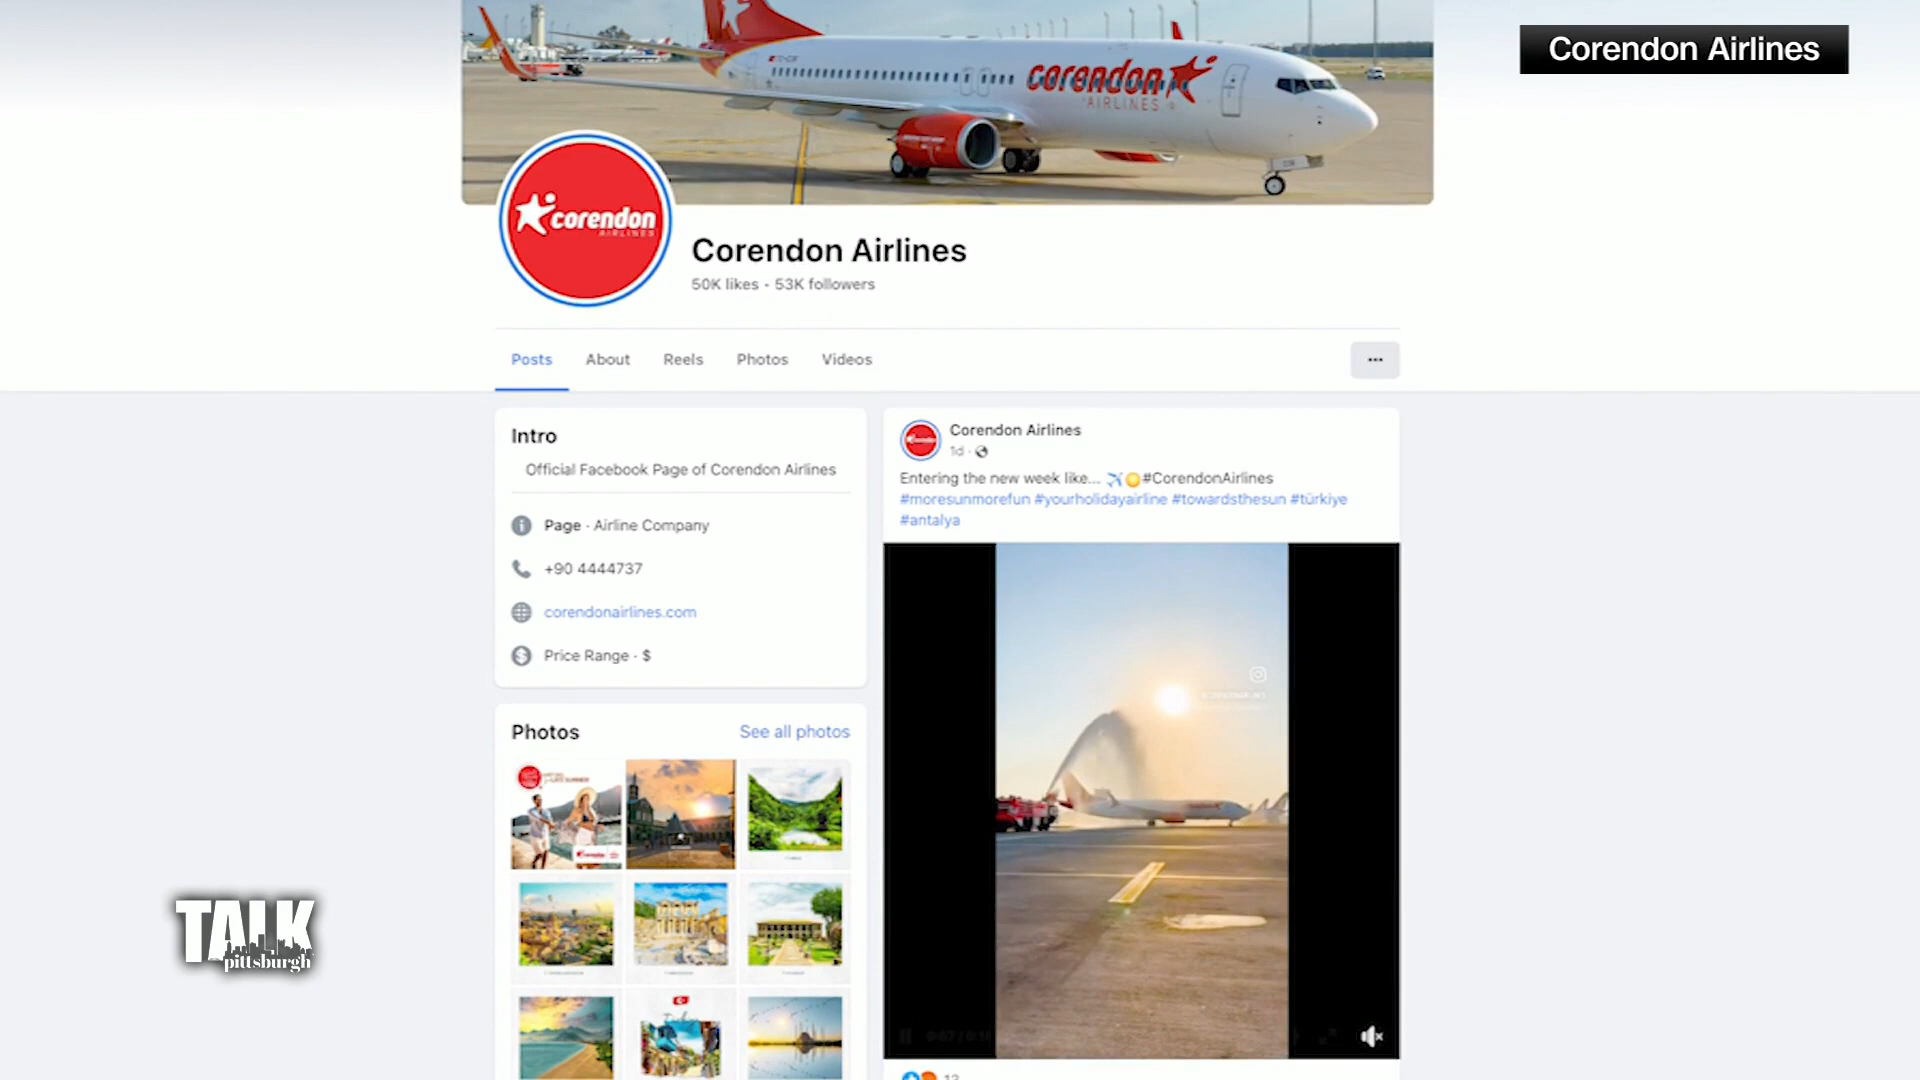 Corendon Airlines
corendon
AIRLINES
corendon
AIRLINES
Corendon Airlines
50K likes • 53K followers
Posts About Reels Photos Videos
Intro
Official Facebook Page of Corendon Airlines
Page · Airline Company
+90 4444737
corendonairlines.com
Price Range · $
Photos
See all photos
Corendon Airlines
1d ·
Entering the new week like... ✈️🌕#CorendonAirlines
#moresunmorefun #yourholidayairline #towardsthesun #türkiye
#antalya
TALK
pittsburgh